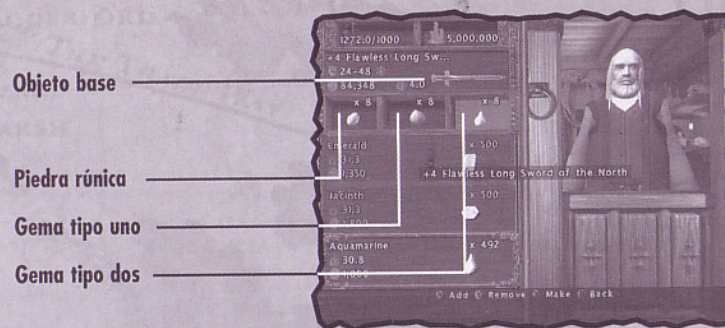 Objeto base
Piedra rúnica
Gema tipo uno
Gema tipo dos
1272.0/1000
5,000,000
+4 Flawless Long Sw...
24-48
84,348
4.0
x 8
x 8
x 8
Emerald
x 500
31.3
1,350
+4 Flawless Long Sword of the North
Jacinth
x 500
31.3
Aquamarine
x 492
30.8
Add
Remove
Make
Back